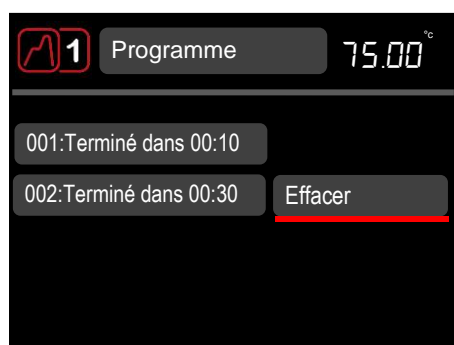 1 Programme 75.00 °c
001:Terminé dans 00:10
002:Terminé dans 00:30 Effacer